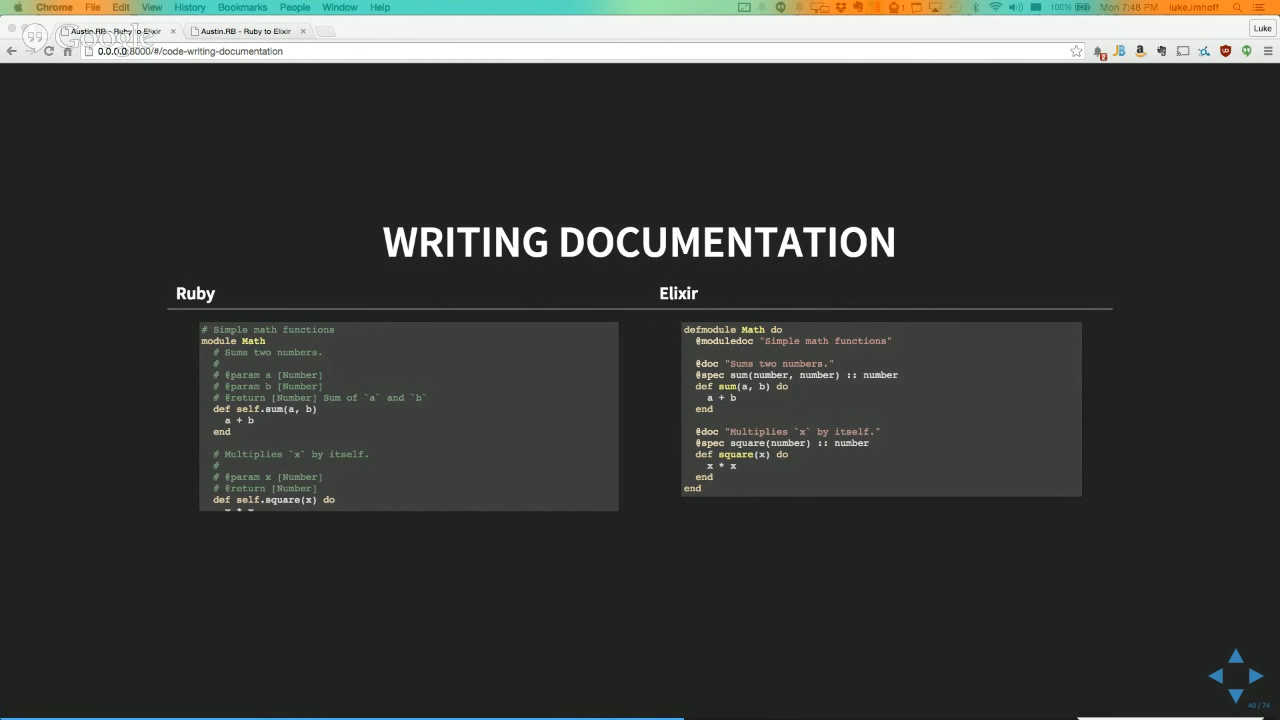 Chrome File Edit View History Bookmarks People Window Help
1 100% Mon 7:48 PM luke.imhoff
Austin.RB - Ruby to Elixir Austin.RB - Ruby to Elixir
Luke
Google
0.0.0.0:8000/#/code-writing-documentation
WRITING DOCUMENTATION
Ruby
# Simple math functions
module Math
# Sums two numbers.
#
# @param a [Number]
# @param b [Number]
# @return [Number] Sum of `a` and `b`
def self.sum(a, b)
a + b
end
# Multiplies `x` by itself.
#
# @param x [Number]
# @return [Number]
def self.square(x) do
x * x
Elixir
defmodule Math do
@moduledoc "Simple math functions"
@doc "Sums two numbers."
@spec sum(number, number) :: number
def sum(a, b) do
a + b
end
@doc "Multiplies `x` by itself."
@spec square(number) :: number
def square(x) do
x * x
end
end
60 / 74